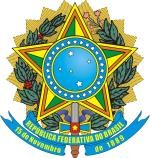 REPÚBLICA FEDERATIVA DO BRASIL
15 de Novembro de 1889